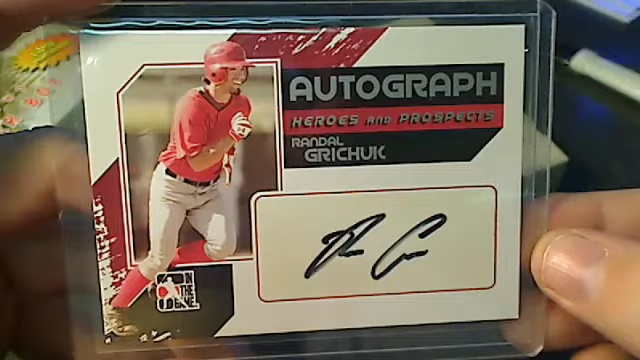 AUTOGRAPH
HEROES AND PROSPECTS
RANDAL
GRICHUK
IN
THE
GAME